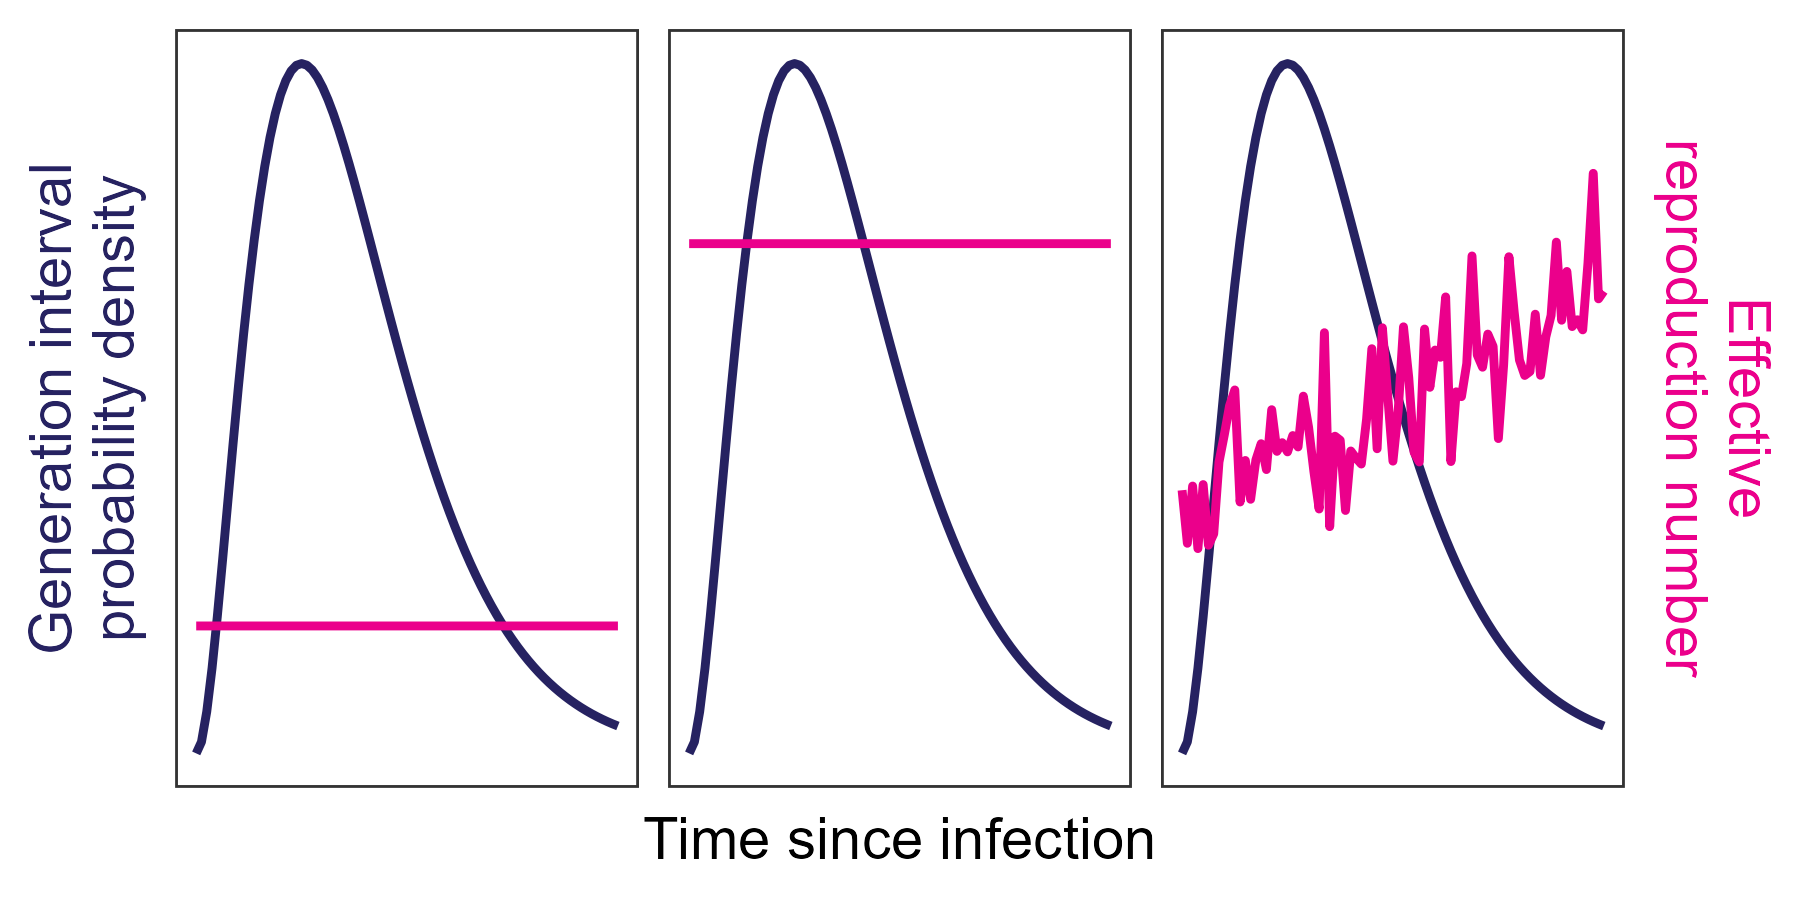 Generation interval
probability density
Time since infection
Effective
reproduction number